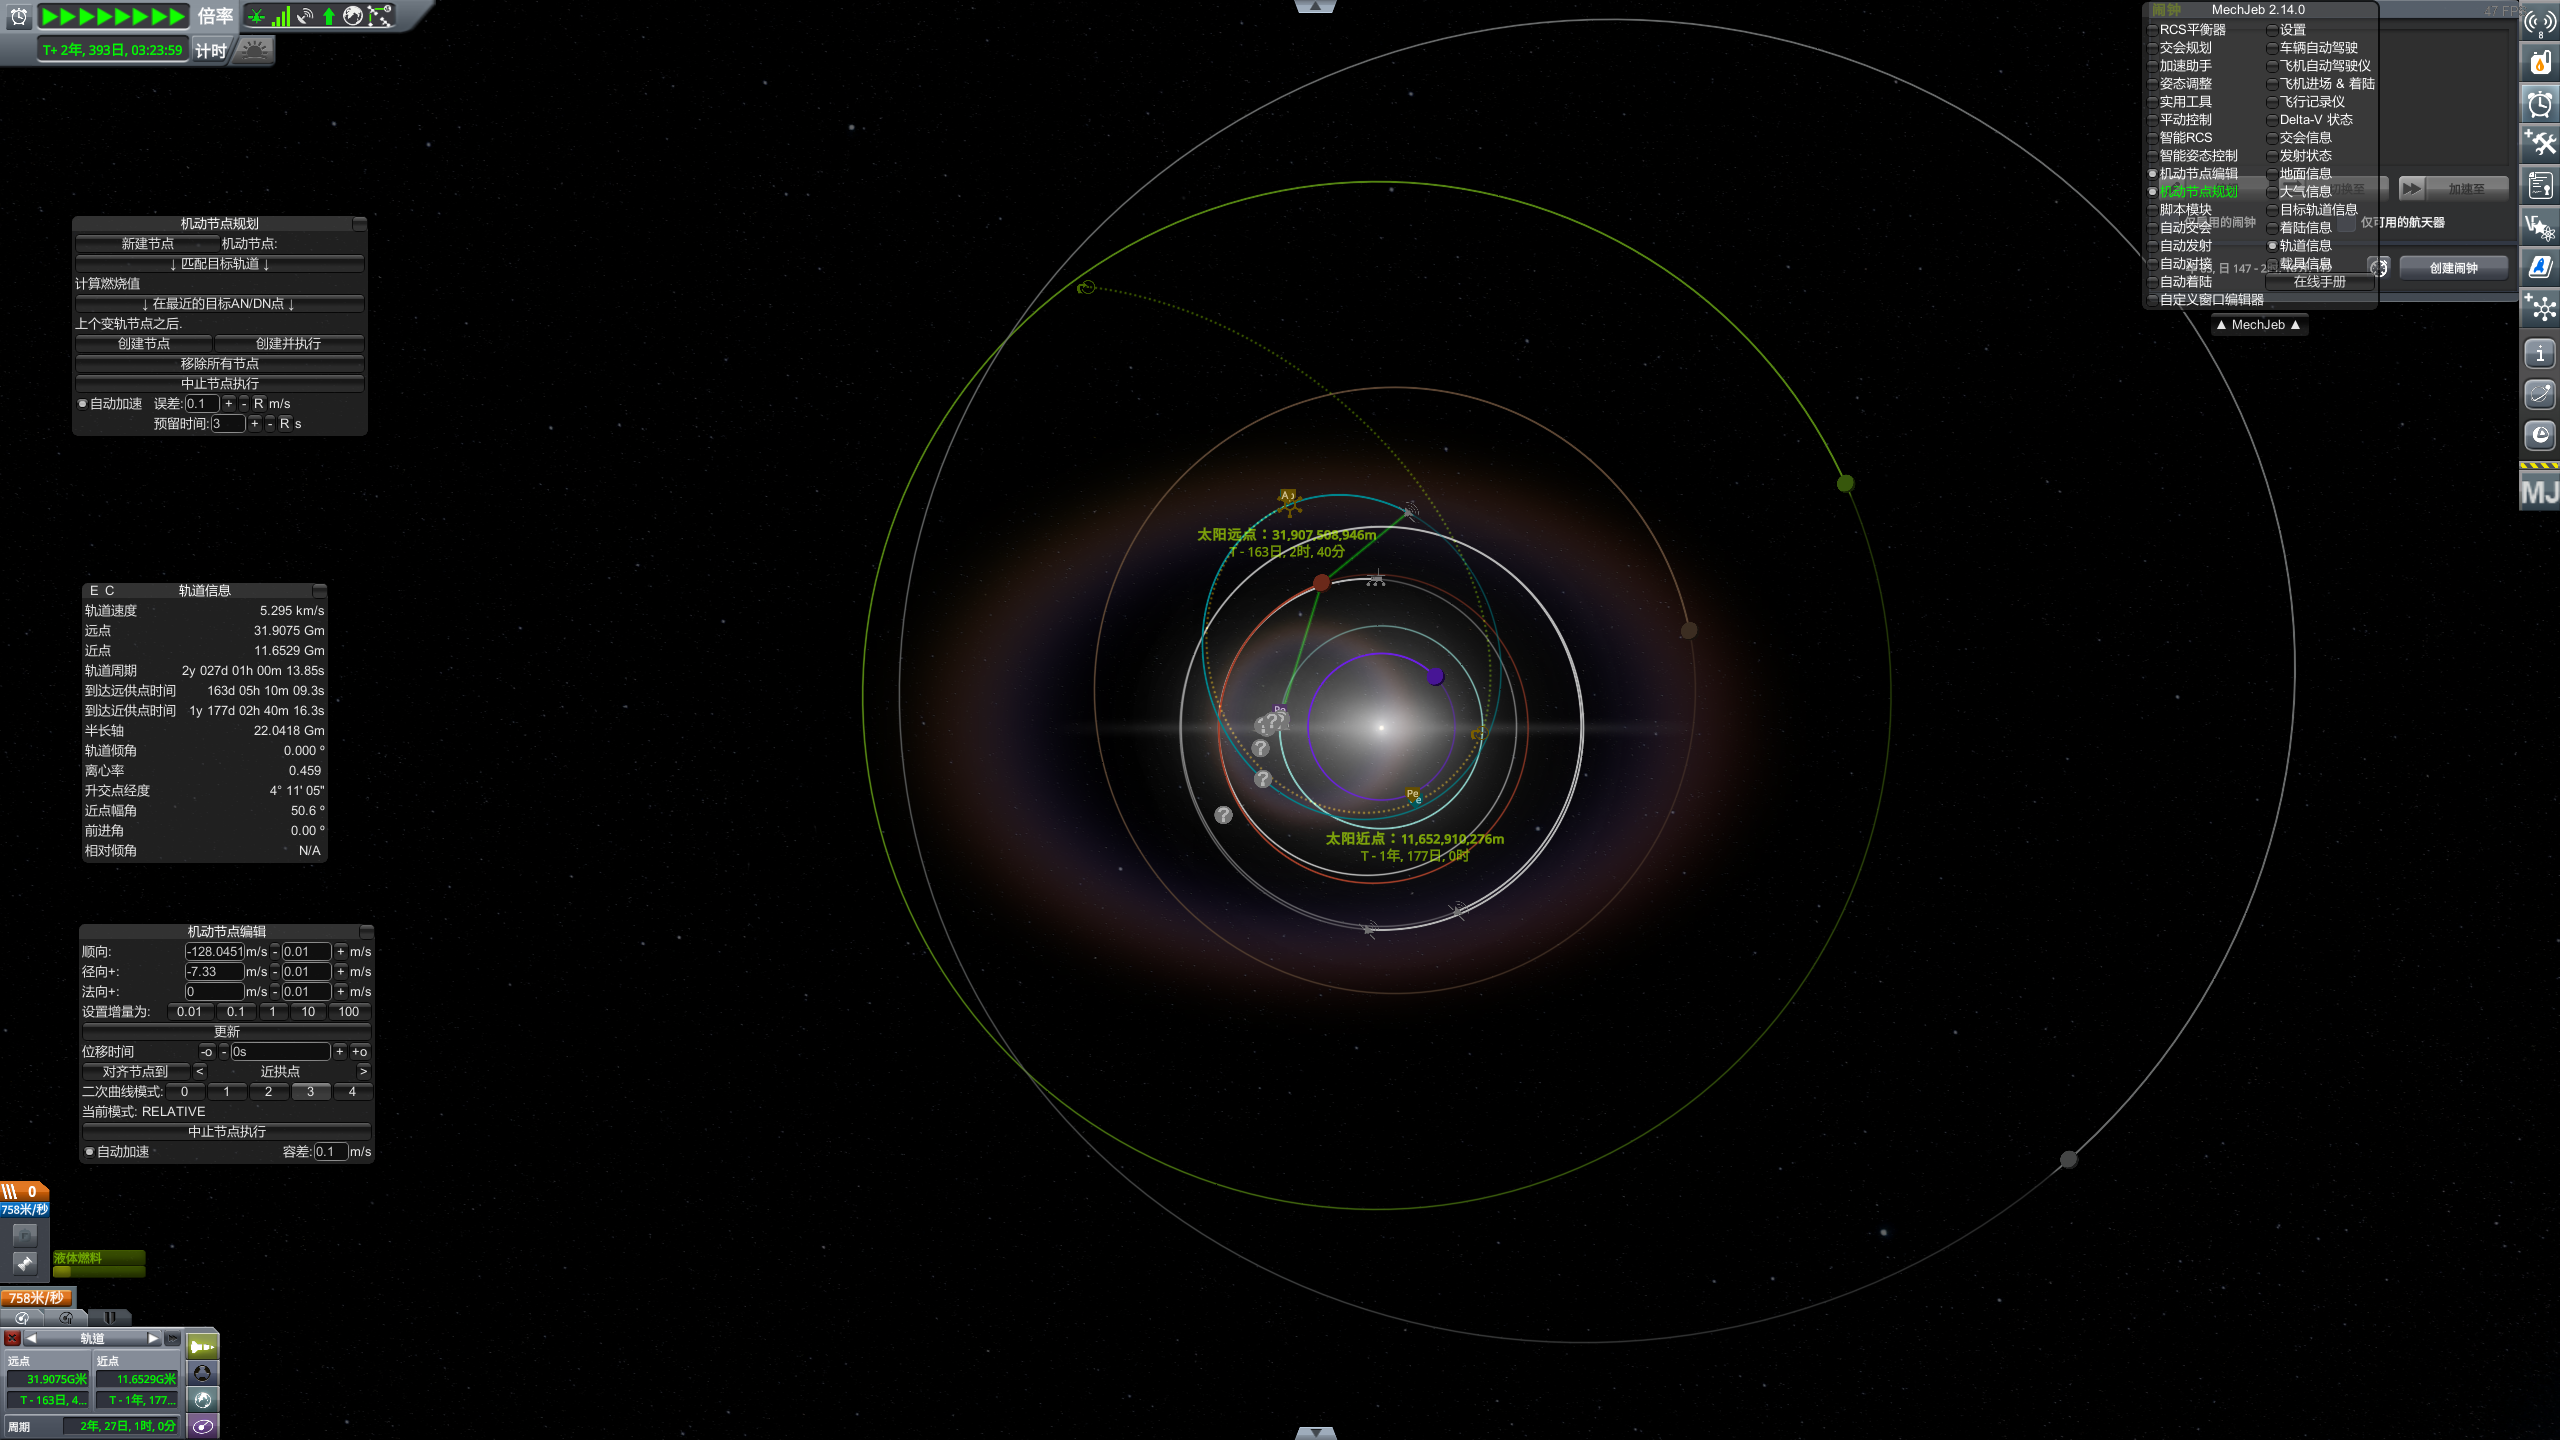 倍率
T+ 2年, 393日, 03:23:59
计时
机动节点规划
新建节点 机动节点:
↓ 匹配目标轨道 ↓
计算燃烧值
↓ 在最近的目标AN/DN点 ↓
上个变轨节点之后.
创建节点 创建并执行
移除所有节点
中止节点执行
自动加速 误差: 0.1 + - R m/s
预留时间: 3 + - R s
E C 轨道信息
轨道速度 5.295 km/s
远点 31.9075 Gm
近点 11.6529 Gm
轨道周期 2y 027d 01h 00m 13.85s
到达远供点时间 163d 05h 10m 09.3s
到达近供点时间 1y 177d 02h 40m 16.3s
半长轴 22.0418 Gm
轨道倾角 0.000 º
离心率 0.459
升交点经度 4° 11' 05"
近点幅角 50.6 º
前进角 0.00 º
相对倾角 N/A
机动节点编辑
顺向: -128.0451 m/s - 0.01 + m/s
径向+: -7.33 m/s - 0.01 + m/s
法向+: 0 m/s - 0.01 + m/s
设置增量为: 0.01 0.1 1 10 100
更新
位移时间 -o - 0s + +o
对齐节点到 < 近拱点 >
二次曲线模式: 0 1 2 3 4
当前模式: RELATIVE
中止节点执行
自动加速 容差: 0.1 m/s
0
758米/秒
液体燃料
758米/秒
轨道
远点 近点
31.9075G米 11.6529G米
T - 163日, 4... T - 1年, 177...
周期 2年, 27日, 1时, 0分
太阳远点：31,907,508,946m
T - 163日, 2时, 40分
Pe
太阳近点：11,652,910,276m
T - 1年, 177日, 0时
闹钟 MechJeb 2.14.0 47 FPS
RCS平衡器 设置
交会规划 车辆自动驾驶
加速助手 飞机自动驾驶仪
姿态调整 飞机进场 & 着陆
实用工具 飞行记录仪
平动控制 Delta-V 状态
智能RCS 交会信息
智能姿态控制 发射状态
机动节点编辑 地面信息
机动节点规划 大气信息
加速至
脚本模块 目标轨道信息
自动交会 着陆信息
仅可用的航天器
自动发射 轨道信息
自动对接 载具信息
创建闹钟
自动着陆 在线手册
自定义窗口编辑器
▲ MechJeb ▲
8
MJ